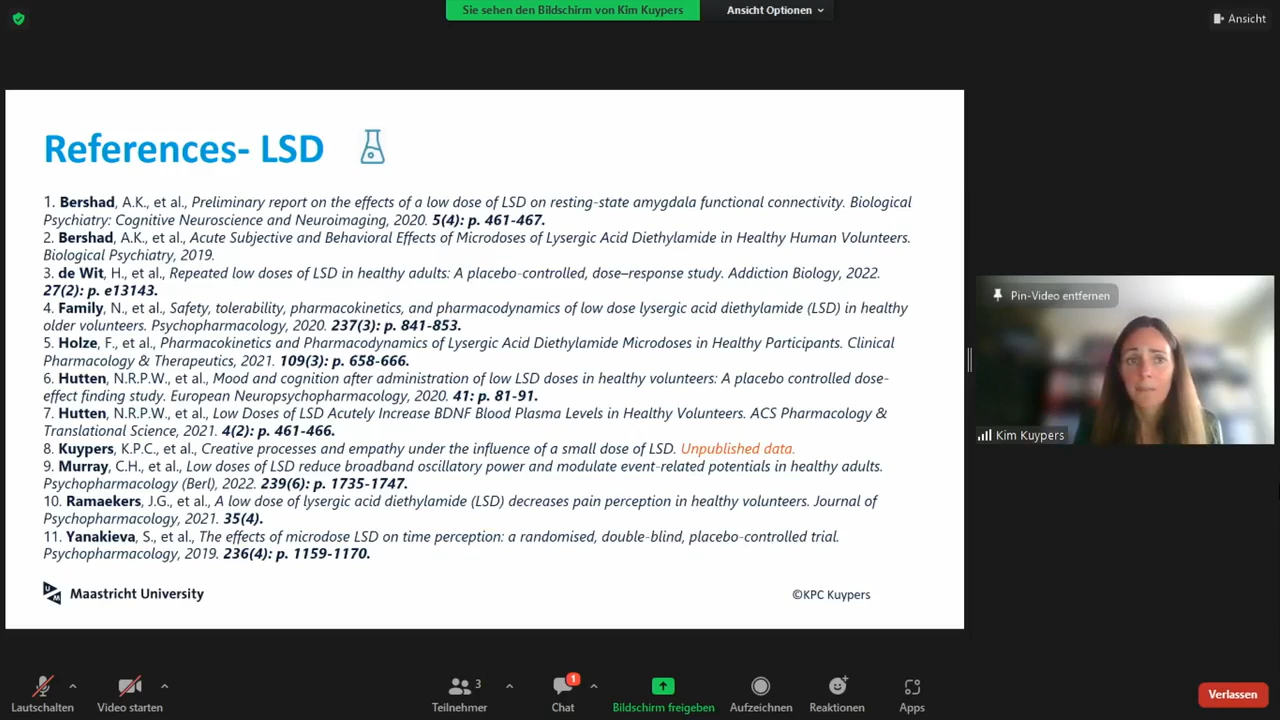 Sie sehen den Bildschirm von Kim Kuypers
Ansicht Optionen
Ansicht
References- LSD
1. Bershad, A.K., et al., Preliminary report on the effects of a low dose of LSD on resting-state amygdala functional connectivity. Biological
Psychiatry: Cognitive Neuroscience and Neuroimaging, 2020. 5(4): p. 461-467.
2. Bershad, A.K., et al., Acute Subjective and Behavioral Effects of Microdoses of Lysergic Acid Diethylamide in Healthy Human Volunteers.
Biological Psychiatry, 2019.
3. de Wit, H., et al., Repeated low doses of LSD in healthy adults: A placebo-controlled, dose–response study. Addiction Biology, 2022.
27(2): p. e13143.
4. Family, N., et al., Safety, tolerability, pharmacokinetics, and pharmacodynamics of low dose lysergic acid diethylamide (LSD) in healthy
older volunteers. Psychopharmacology, 2020. 237(3): p. 841-853.
5. Holze, F., et al., Pharmacokinetics and Pharmacodynamics of Lysergic Acid Diethylamide Microdoses in Healthy Participants. Clinical
Pharmacology & Therapeutics, 2021. 109(3): p. 658-666.
6. Hutten, N.R.P.W., et al., Mood and cognition after administration of low LSD doses in healthy volunteers: A placebo controlled dose-
effect finding study. European Neuropsychopharmacology, 2020. 41: p. 81-91.
7. Hutten, N.R.P.W., et al., Low Doses of LSD Acutely Increase BDNF Blood Plasma Levels in Healthy Volunteers. ACS Pharmacology &
Translational Science, 2021. 4(2): p. 461-466.
8. Kuypers, K.P.C., et al., Creative processes and empathy under the influence of a small dose of LSD. Unpublished data.
9. Murray, C.H., et al., Low doses of LSD reduce broadband oscillatory power and modulate event-related potentials in healthy adults.
Psychopharmacology (Berl), 2022. 239(6): p. 1735-1747.
10. Ramaekers, J.G., et al., A low dose of lysergic acid diethylamide (LSD) decreases pain perception in healthy volunteers. Journal of
Psychopharmacology, 2021. 35(4).
11. Yanakieva, S., et al., The effects of microdose LSD on time perception: a randomised, double-blind, placebo-controlled trial.
Psychopharmacology, 2019. 236(4): p. 1159-1170.
Maastricht University
©KPC Kuypers
Pin-Video entfernen
Kim Kuypers
Lautschalten
Video starten
3
Teilnehmer
1
Chat
Bildschirm freigeben
Aufzeichnen
Reaktionen
Apps
Verlassen